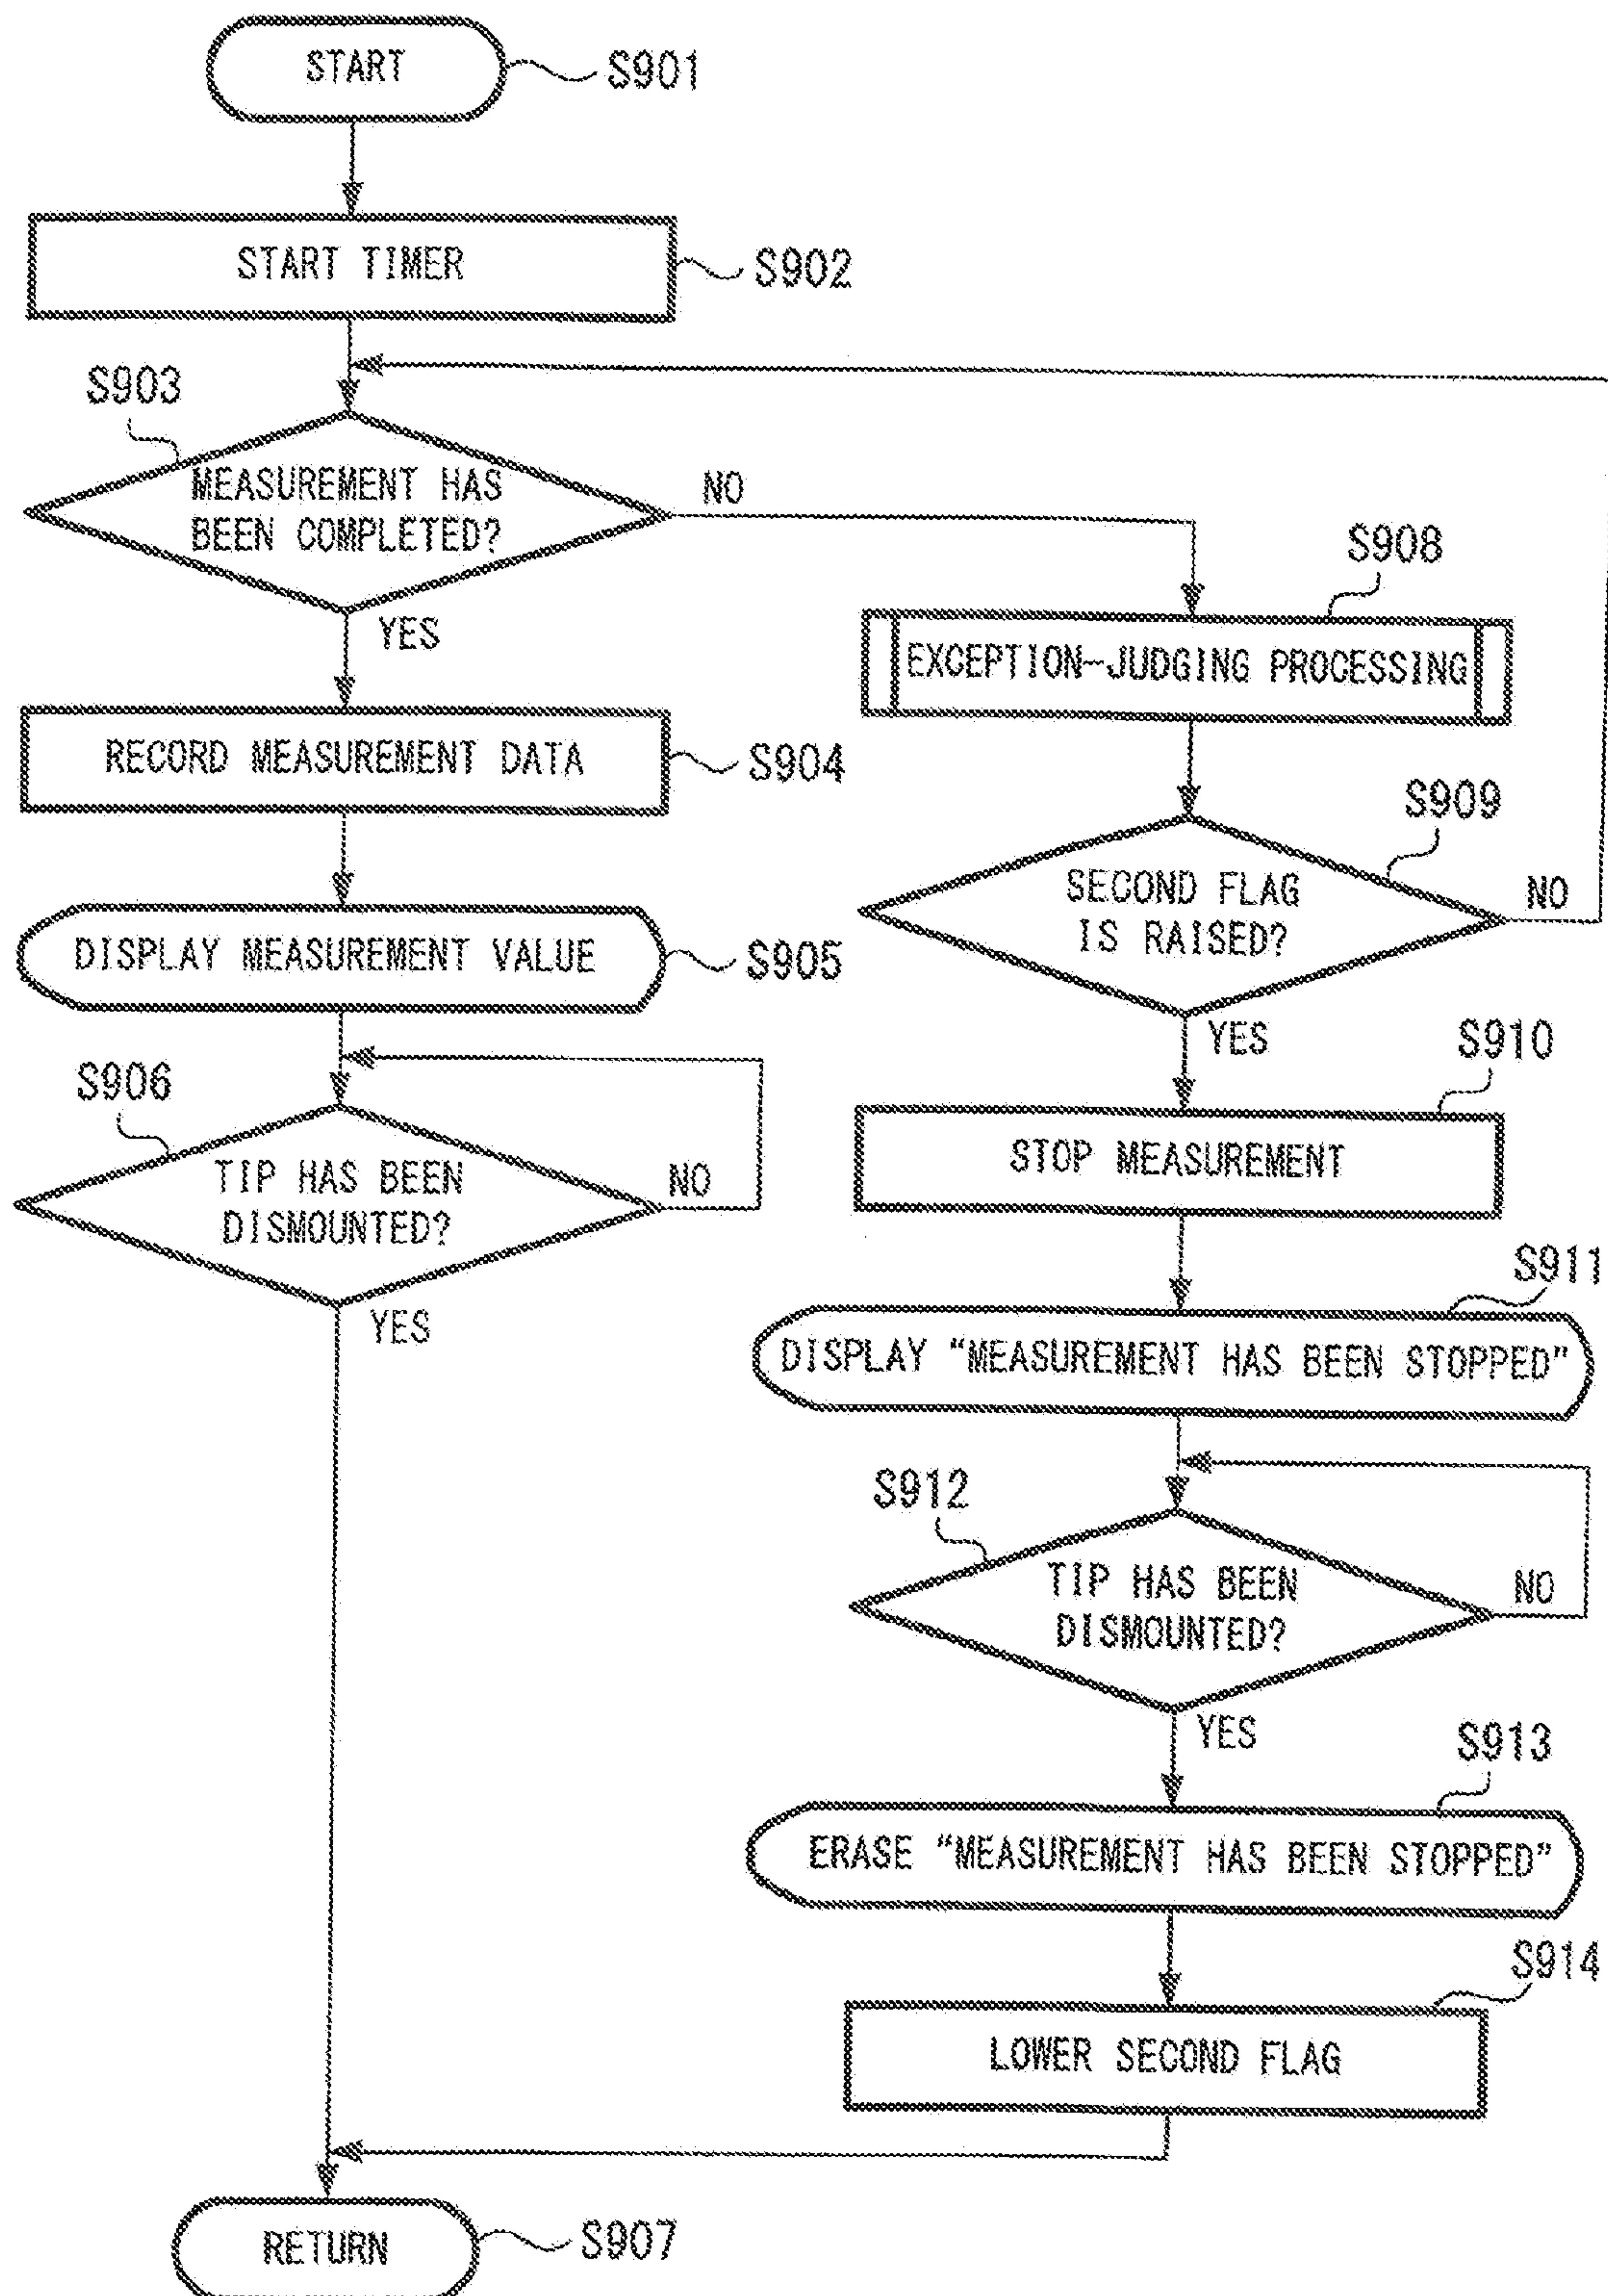 START
S901
START TIMER
S902
S903
MEASUREMENT HAS
BEEN COMPLETED?
NO
YES
S908
EXCEPTION-JUDGING PROCESSING
RECORD MEASUREMENT DATA
S904
S909
SECOND FLAG
IS RAISED?
NO
YES
DISPLAY MEASUREMENT VALUE
S905
S906
TIP HAS BEEN
DISMOUNTED?
NO
YES
S910
STOP MEASUREMENT
S911
DISPLAY “MEASUREMENT HAS BEEN STOPPED”
S912
TIP HAS BEEN
DISMOUNTED?
NO
YES
S913
ERASE “MEASUREMENT HAS BEEN STOPPED”
S914
LOWER SECOND FLAG
RETURN
S907